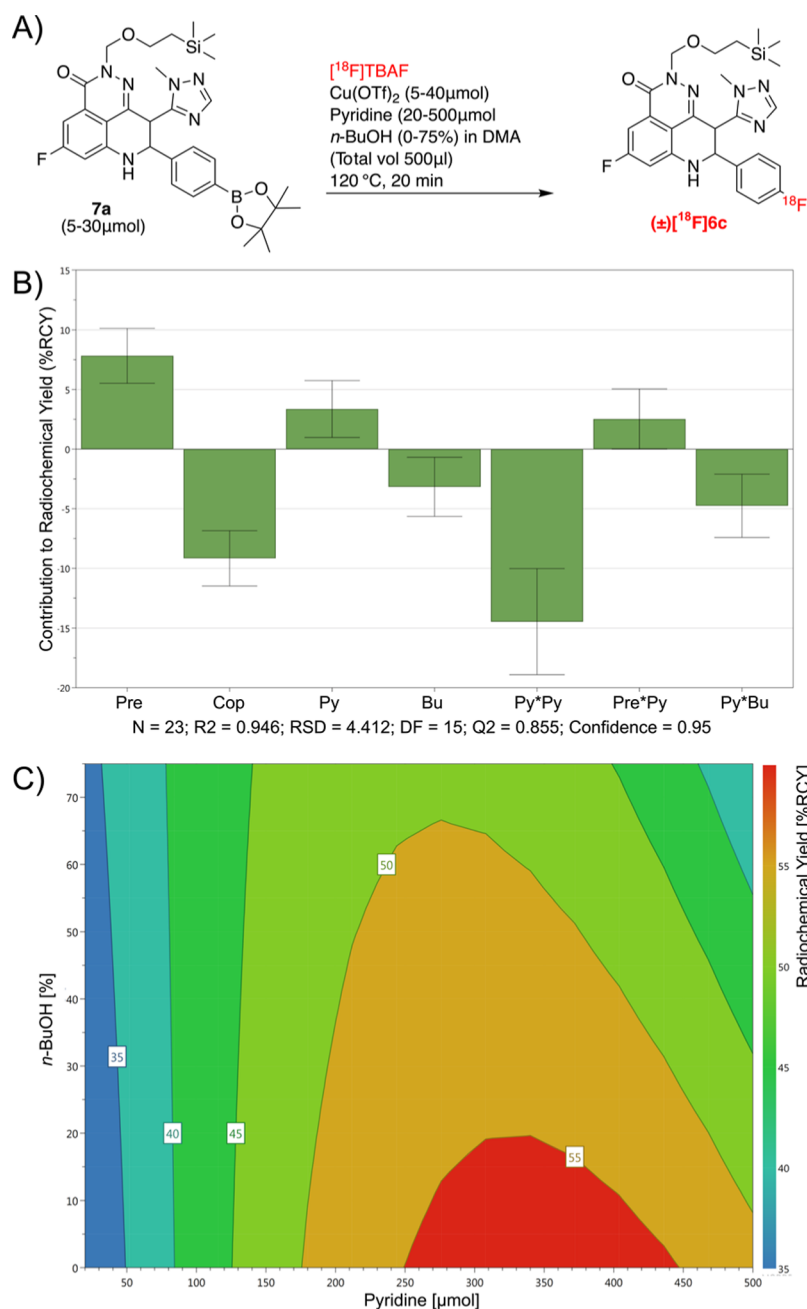 A)
O
Si
O
N
N
N
N
N
F
N
H
B
O
O
7a
(5-30µmol)
[18F]TBAF
Cu(OTf)2 (5-40µmol)
Pyridine (20-500µmol
n-BuOH (0-75%) in DMA
(Total vol 500µl)
120 °C, 20 min
O
Si
O
N
N
N
N
N
F
N
H
18F
(±)[18F]6c
B)
Contribution to Radiochemical Yield (%RCY)
15
10
5
0
-5
-10
-15
-20
Pre Cop Py Bu Py*Py Pre*Py Py*Bu
N = 23; R2 = 0.946; RSD = 4.412; DF = 15; Q2 = 0.855; Confidence = 0.95
C)
n-BuOH [%]
70
60
50
40
30
20
10
0
50
35
40
45
55
50 100 150 200 250 300 350 400 450 500
Pyridine [µmol]
Radiochemical Yield [%RCY]
55
50
45
40
35